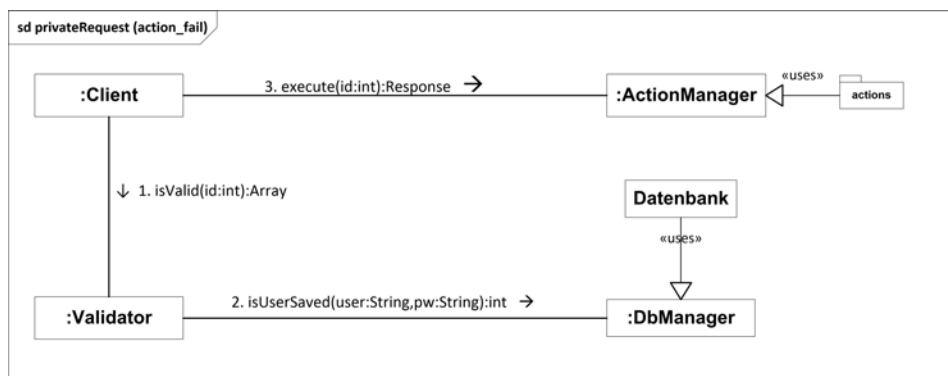 sd privateRequest (action_fail)
:Client
3. execute(id:int):Response →
:ActionManager
«uses»
actions
↓ 1. isValid(id:int):Array
Datenbank
«uses»
:Validator
2. isUserSaved(user:String,pw:String):int →
:DbManager